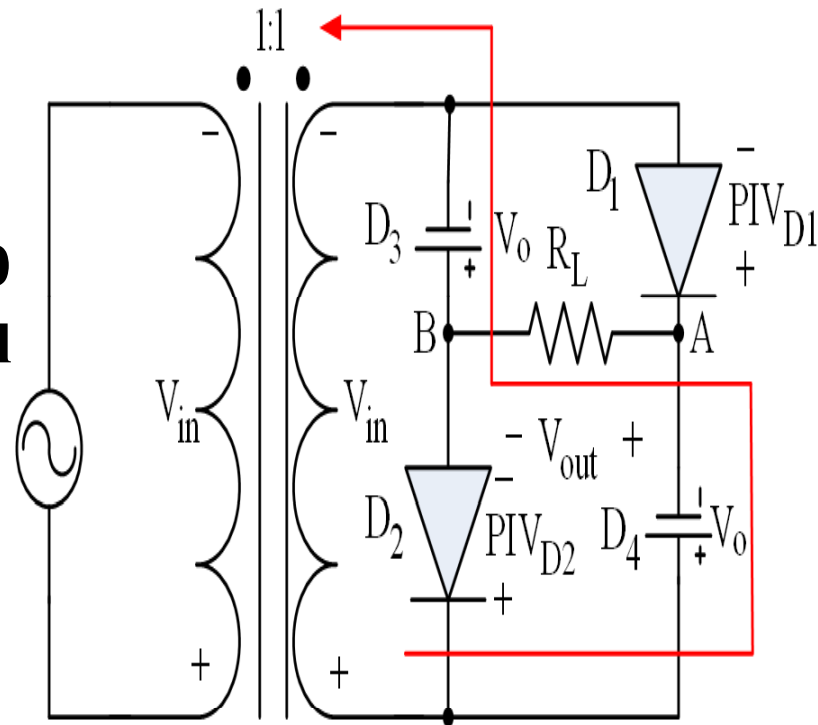 1:1
− −
D1
−
PIVD1
+
D3
-
+
Vo
RL
B
A
Vin
Vin
− Vout +
D2
−
PIVD2
+
D4
-
+
Vo
+ +